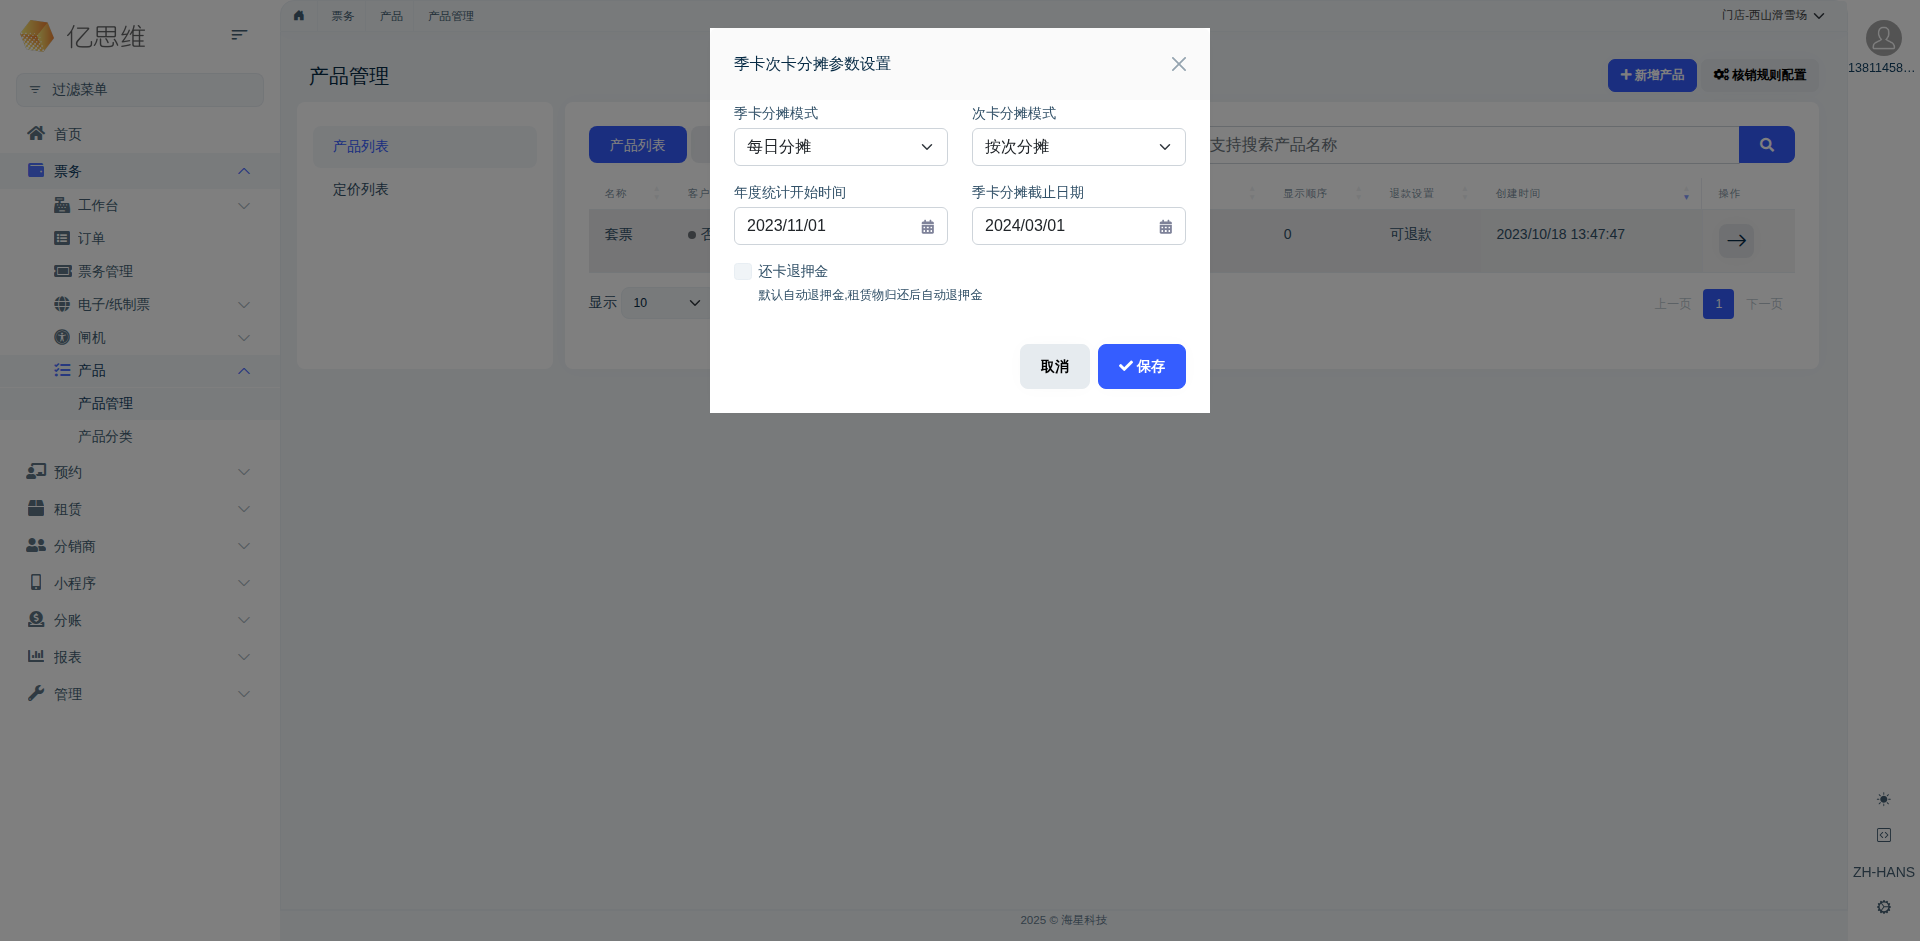 亿思维
过滤菜单
首页
票务
工作台
订单
票务管理
电子/纸制票
闸机
产品
产品管理
产品分类
预约
租赁
分销商
小程序
分账
报表
管理
票务 产品 产品管理
门店-西山滑雪场
产品管理
新增产品 核销规则配置
产品列表
定价列表
产品列表
支持搜索产品名称
名称 客户 显示顺序 退款设置 创建时间 操作
套票 0 可退款 2023/10/18 13:47:47
显示 10
上一页 1 下一页
季卡次卡分摊参数设置
季卡分摊模式 次卡分摊模式
每日分摊 按次分摊
年度统计开始时间 季卡分摊截止日期
2023/11/01 2024/03/01
还卡退押金
默认自动退押金,租赁物归还后自动退押金
取消 保存
13811458...
ZH-HANS
2025 © 海星科技